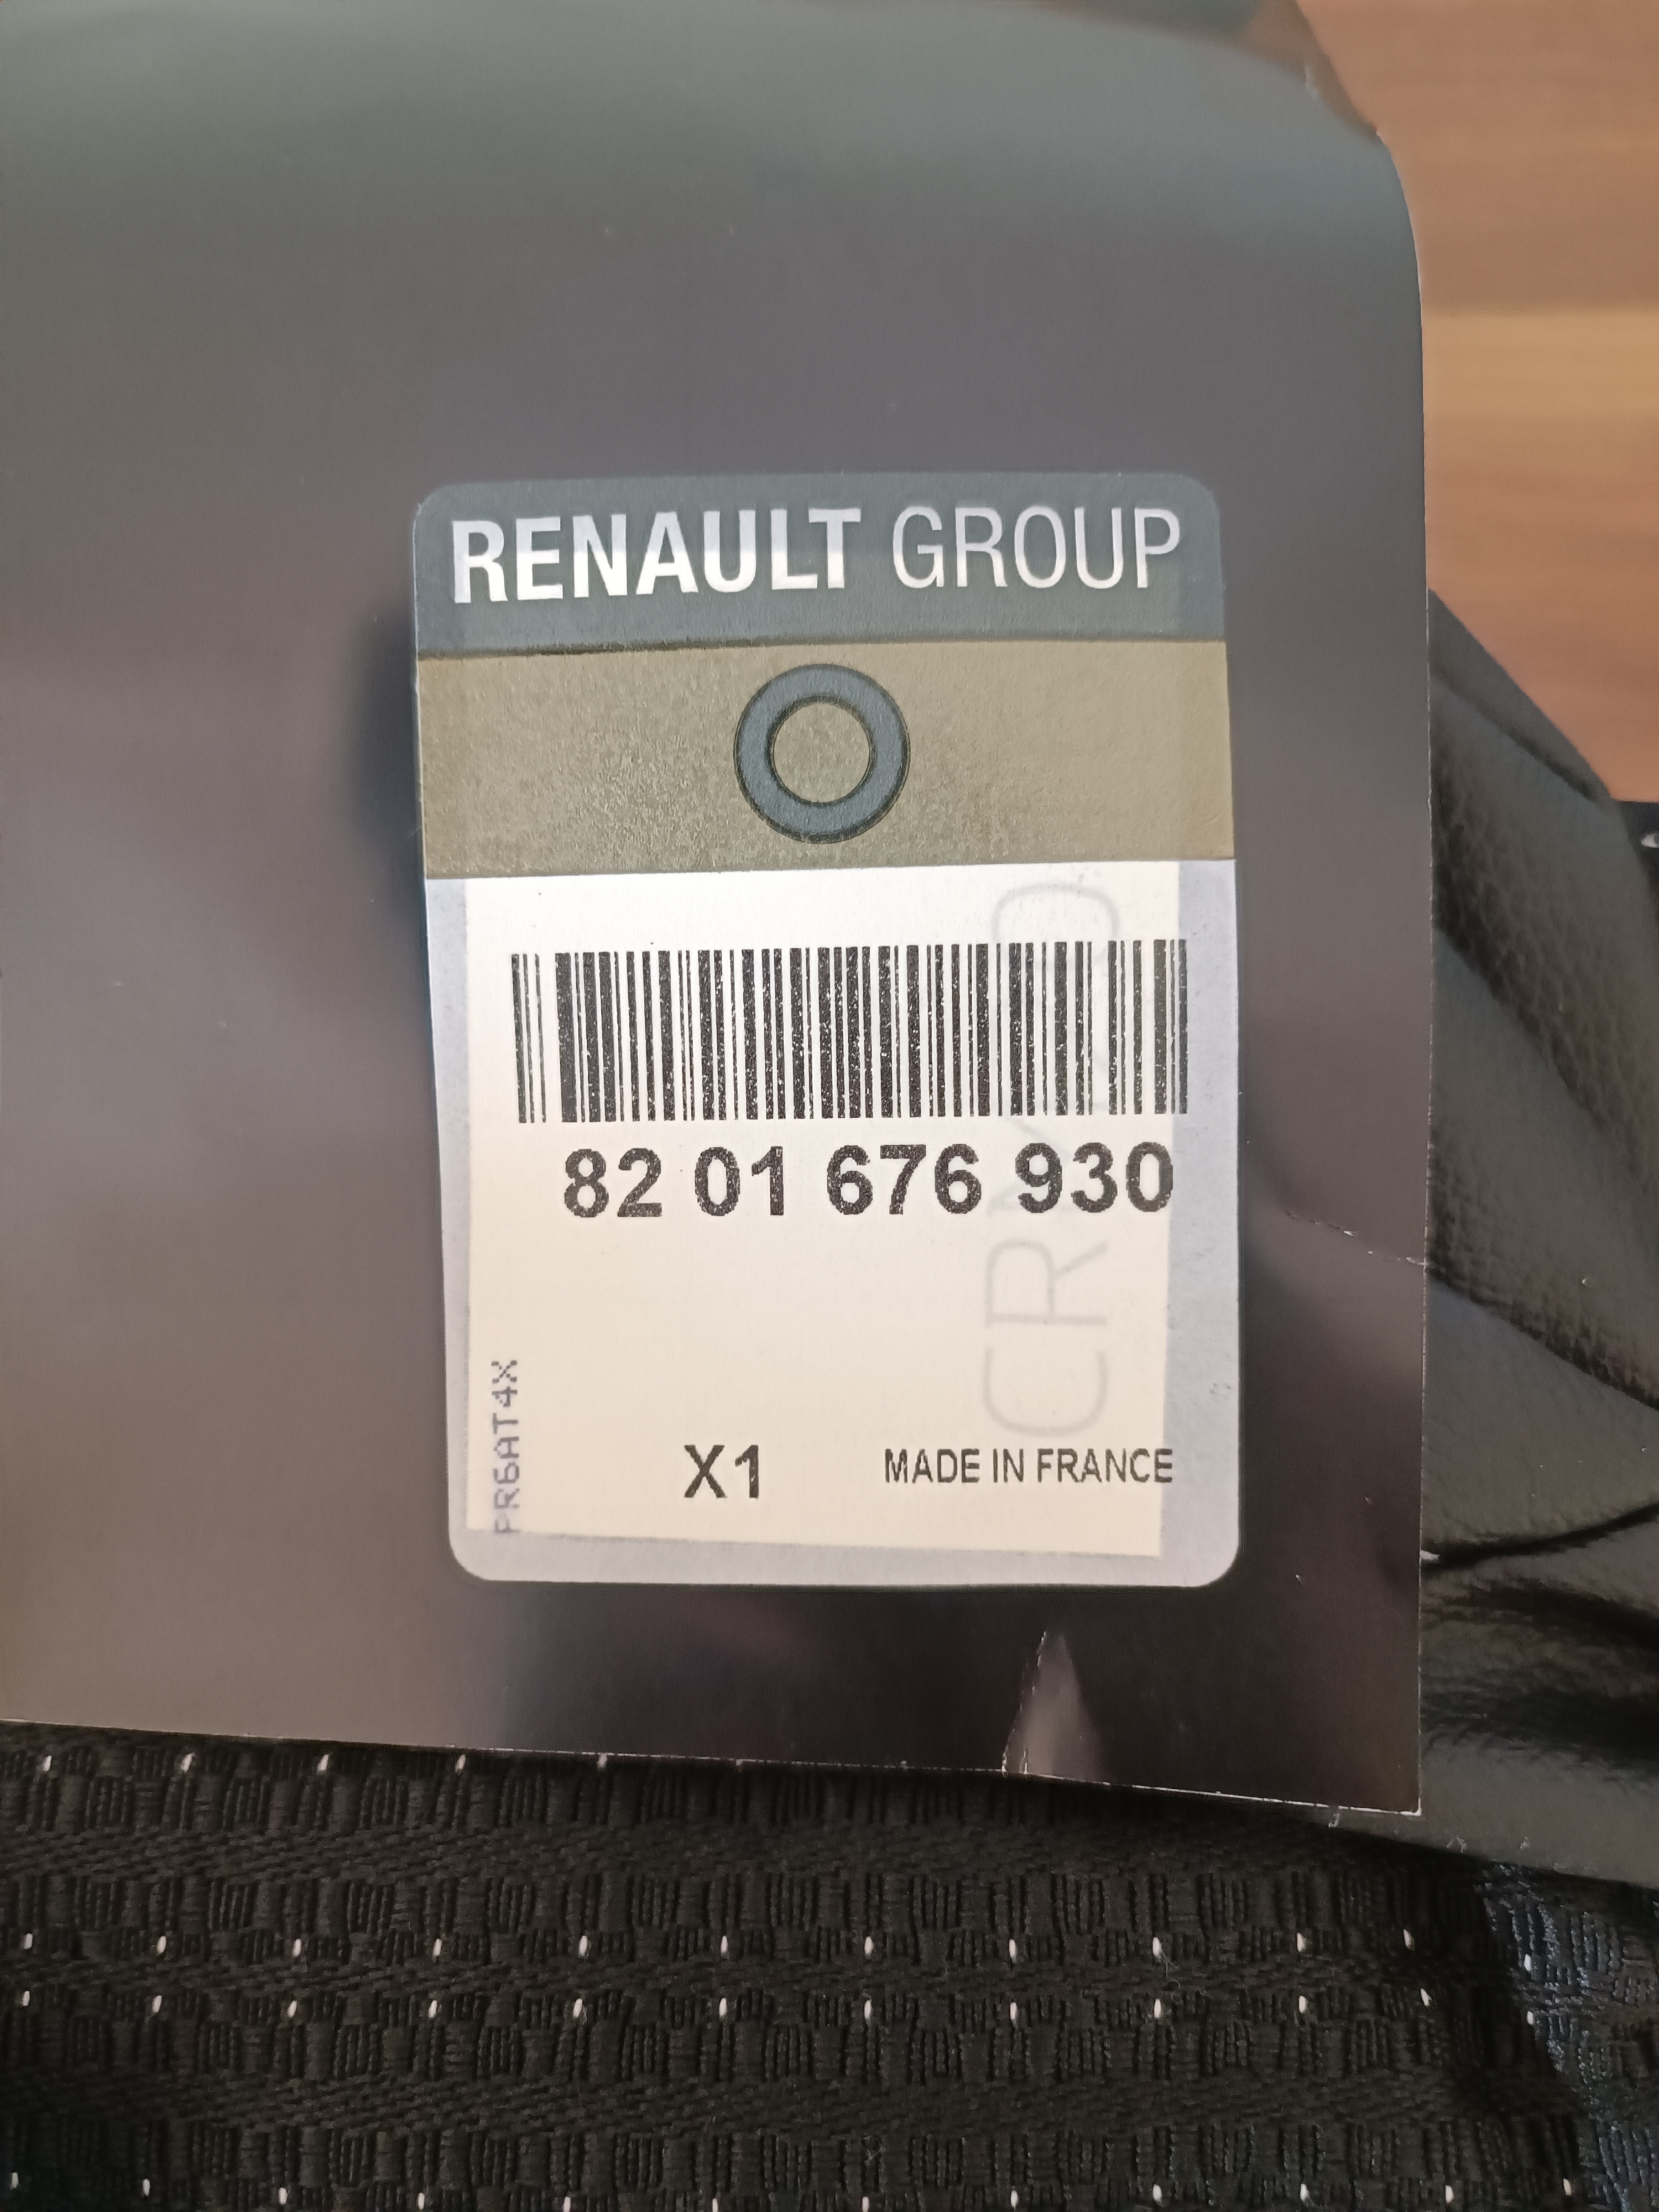 RENAULT GROUP
82 01 676 930
PR6AT4X
X1
MADE IN FRANCE